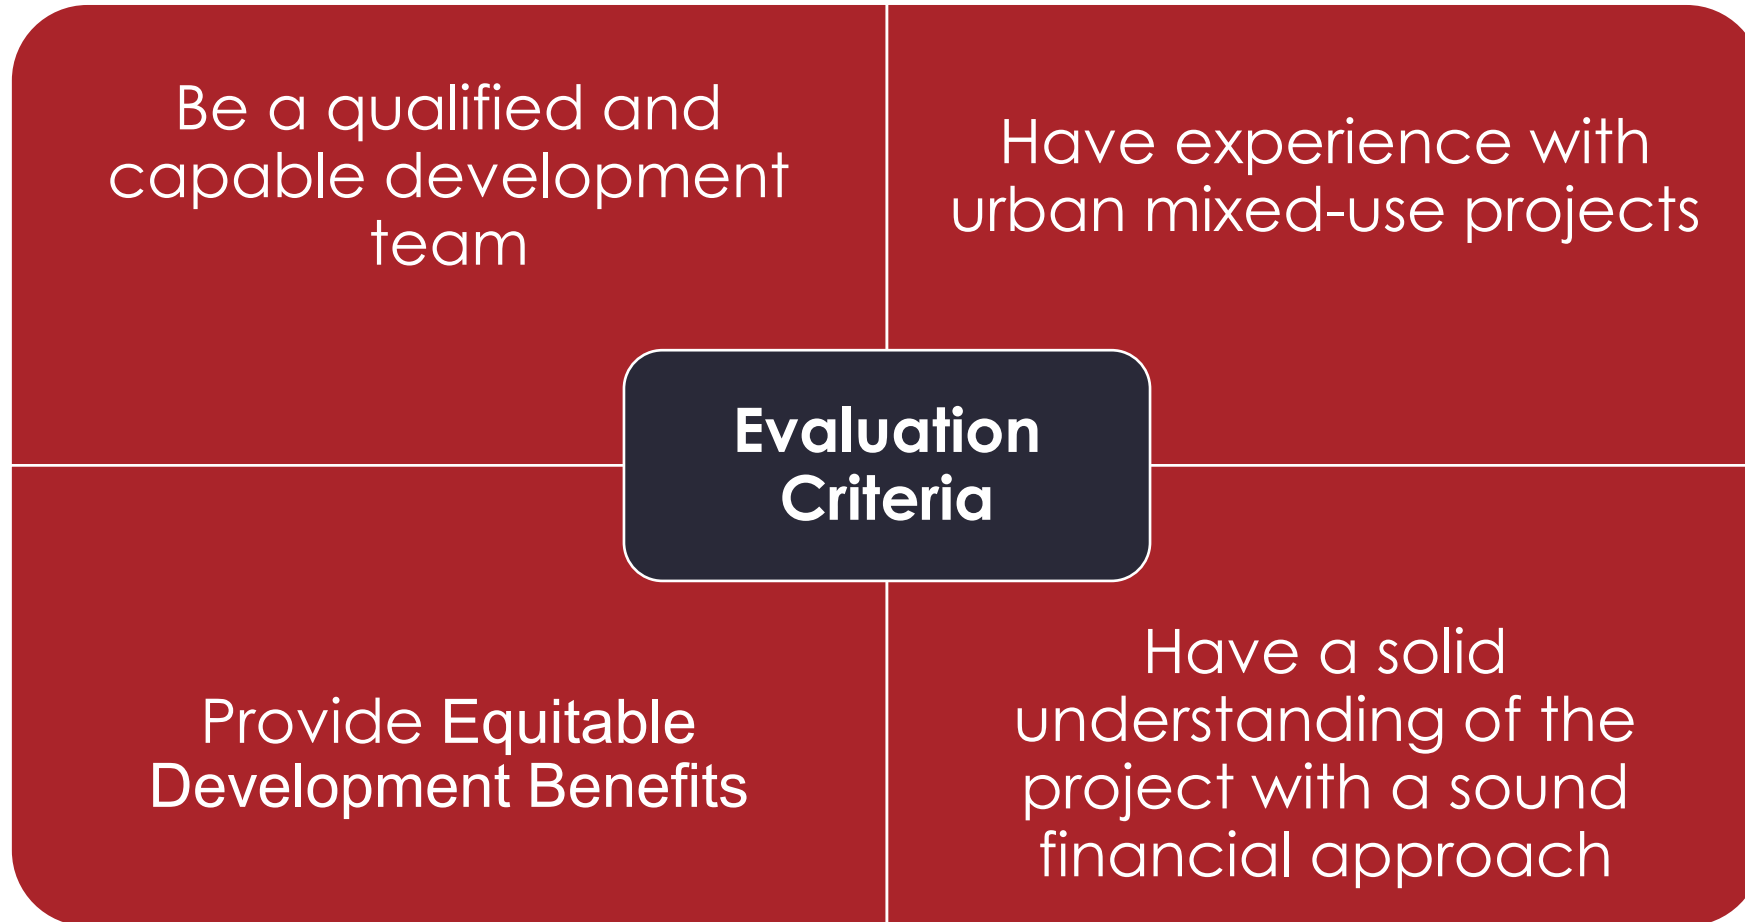 Be a qualified and
capable development
team
Have experience with
urban mixed-use projects
Evaluation
Criteria
Provide Equitable
Development Benefits
Have a solid
understanding of the
project with a sound
financial approach